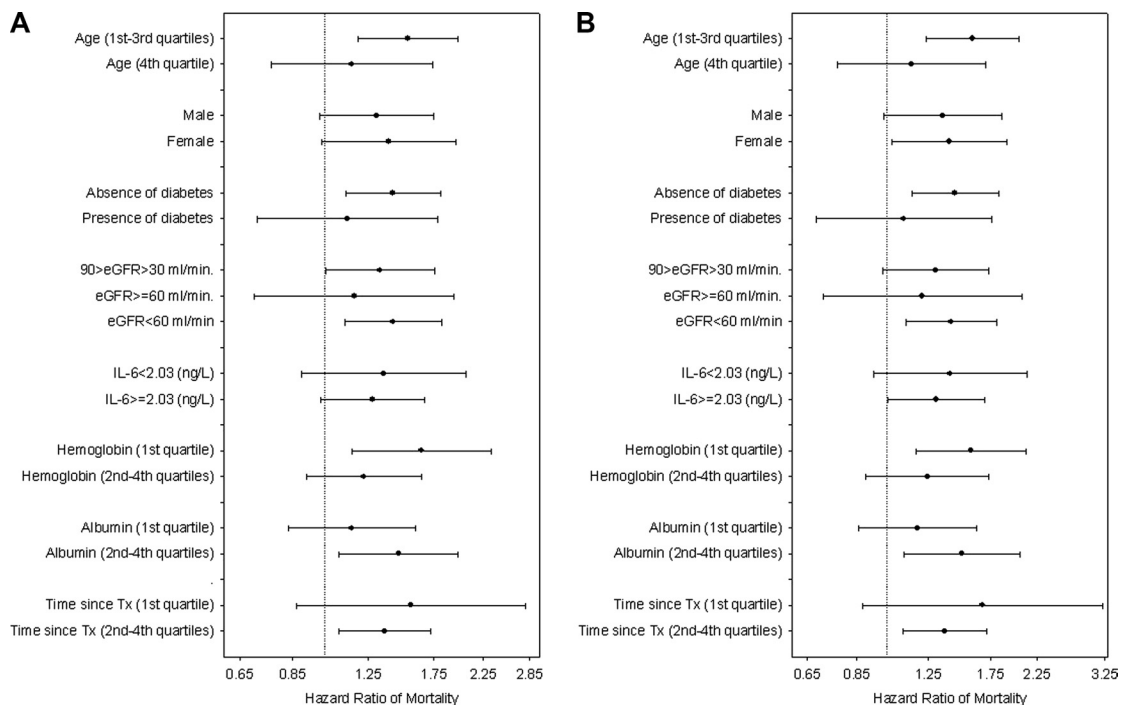 A
Age (1st-3rd quartiles)
Age (4th quartile)
Male
Female
Absence of diabetes
Presence of diabetes
90>eGFR>30 ml/min.
eGFR>=60 ml/min.
eGFR<60 ml/min
IL-6<2.03 (ng/L)
IL-6>=2.03 (ng/L)
Hemoglobin (1st quartile)
Hemoglobin (2nd-4th quartiles)
Albumin (1st quartile)
Albumin (2nd-4th quartiles)
.
Time since Tx (1st quartile)
Time since Tx (2nd-4th quartiles)
0.65 0.85 1.25 1.75 2.25 2.85
Hazard Ratio of Mortality
B
Age (1st-3rd quartiles)
Age (4th quartile)
Male
Female
Absence of diabetes
Presence of diabetes
90>eGFR>30 ml/min.
eGFR>=60 ml/min.
eGFR<60 ml/min
IL-6<2.03 (ng/L)
IL-6>=2.03 (ng/L)
Hemoglobin (1st quartile)
Hemoglobin (2nd-4th quartiles)
Albumin (1st quartile)
Albumin (2nd-4th quartiles)
Time since Tx (1st quartile)
Time since Tx (2nd-4th quartiles)
0.65 0.85 1.25 1.75 2.25 3.25
Hazard Ratio of Mortality